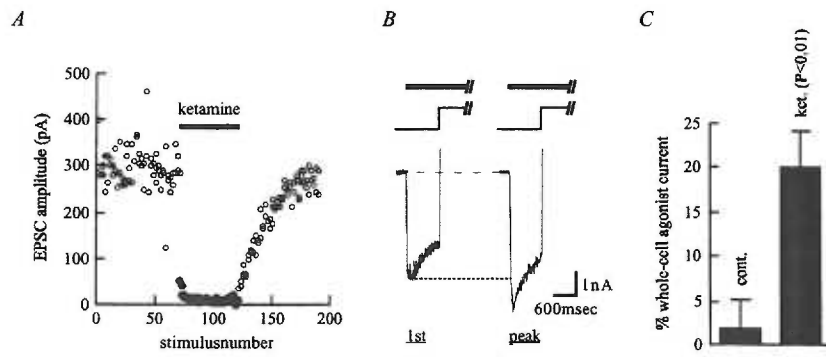 A
500
400
300
200
100
0
EPSC amplitude (pA)
ketamine
0 50 100 150 200
stimulusnumber
B
1nA
600msec
1st peak
C
25
20
15
10
5
0
% whole-cell agonist current
cont.
ket. (P<0,01)